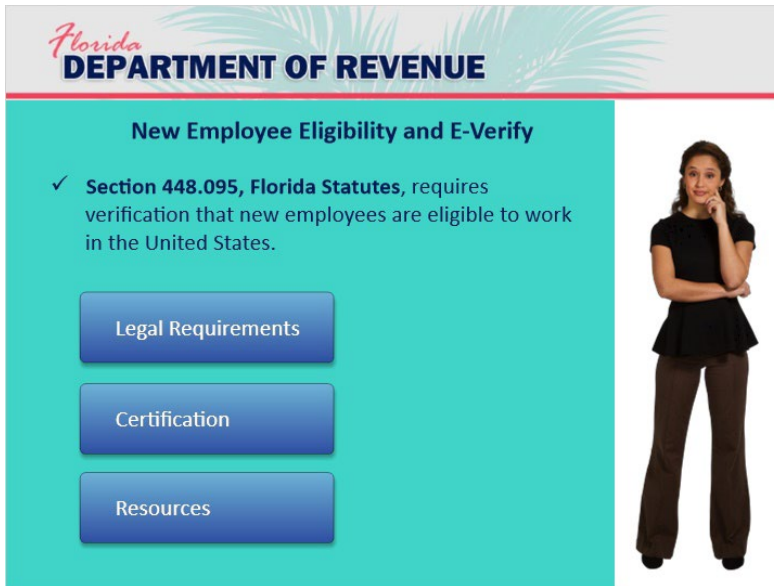 Florida
DEPARTMENT OF REVENUE
New Employee Eligibility and E-Verify
✓ Section 448.095, Florida Statutes, requires
verification that new employees are eligible to work
in the United States.
Legal Requirements
Certification
Resources